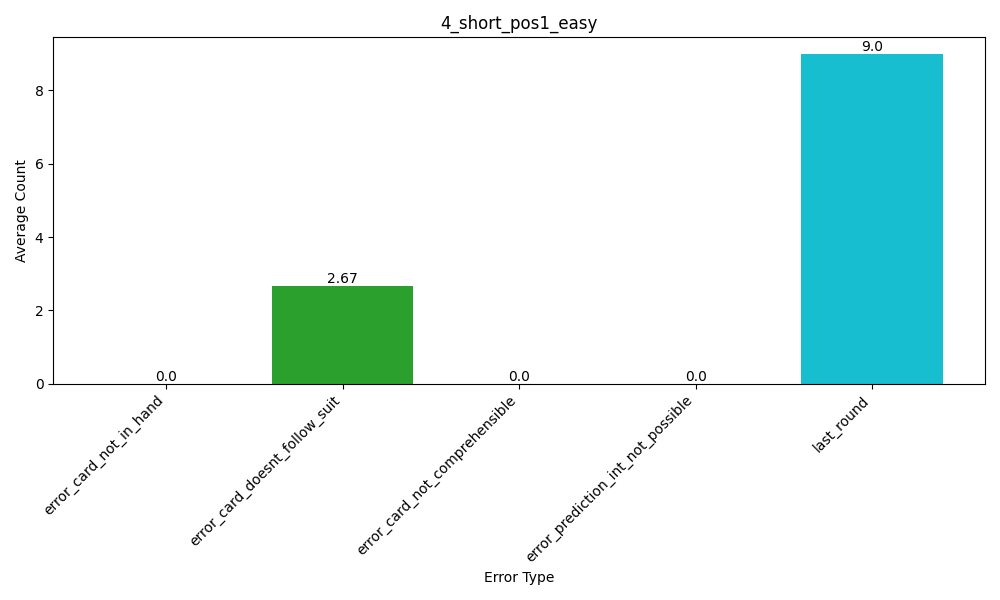 4_short_pos1_easy
Average Count
8
6
4
2
0
0.0
2.67
0.0
0.0
9.0
error_card_not_in_hand
error_card_doesnt_follow_suit
error_card_not_comprehensible
error_prediction_int_not_possible
last_round
Error Type